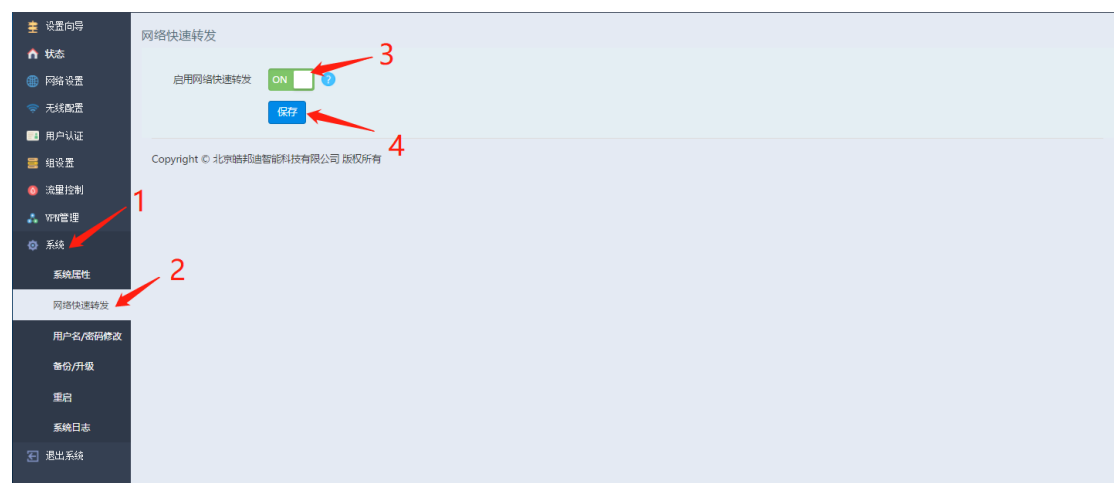 设置向导
状态
网络设置
无线配置
用户认证
组设置
流量控制
VPN管理
系统
系统属性
网络快速转发
用户名/密码修改
备份/升级
重启
系统日志
退出系统
网络快速转发
启用网络快速转发 ON ?
保存
Copyright © 北京皓邦迪智能科技有限公司 版权所有
1
2
3
4